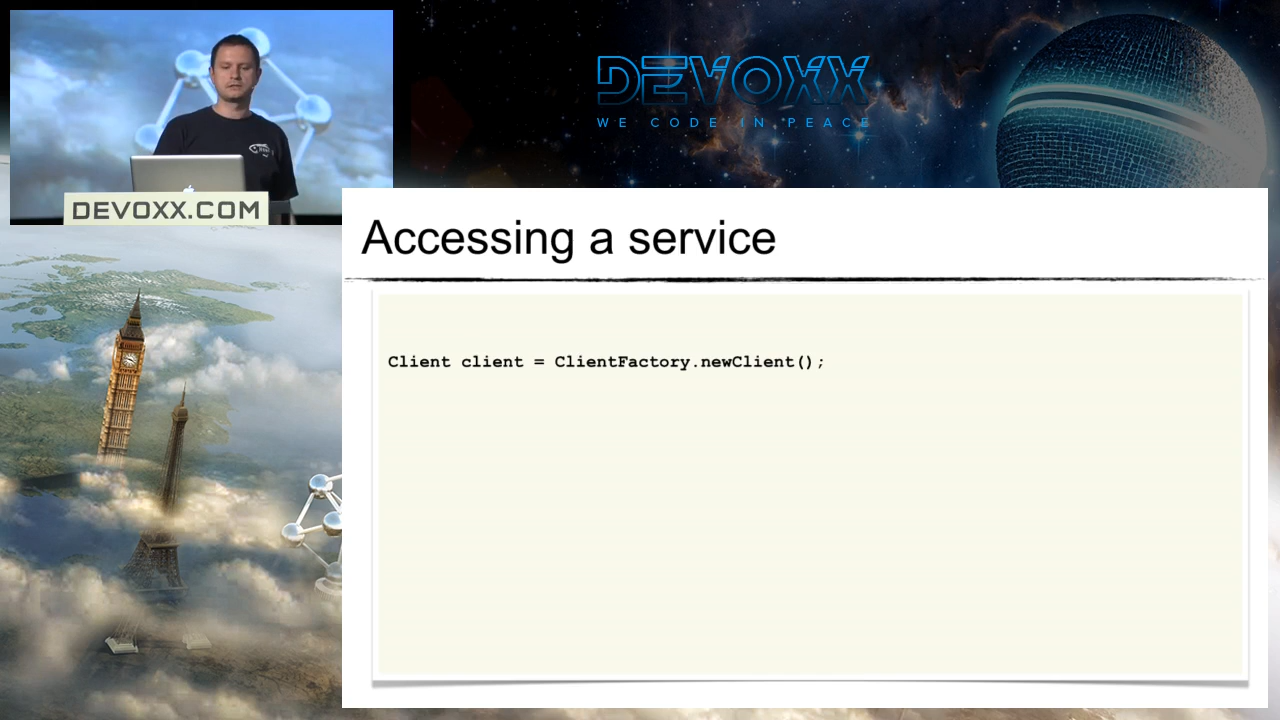 DEVOXX
WE CODE IN PEACE
DEVOXX.COM
Accessing a service
Client client = ClientFactory.newClient();